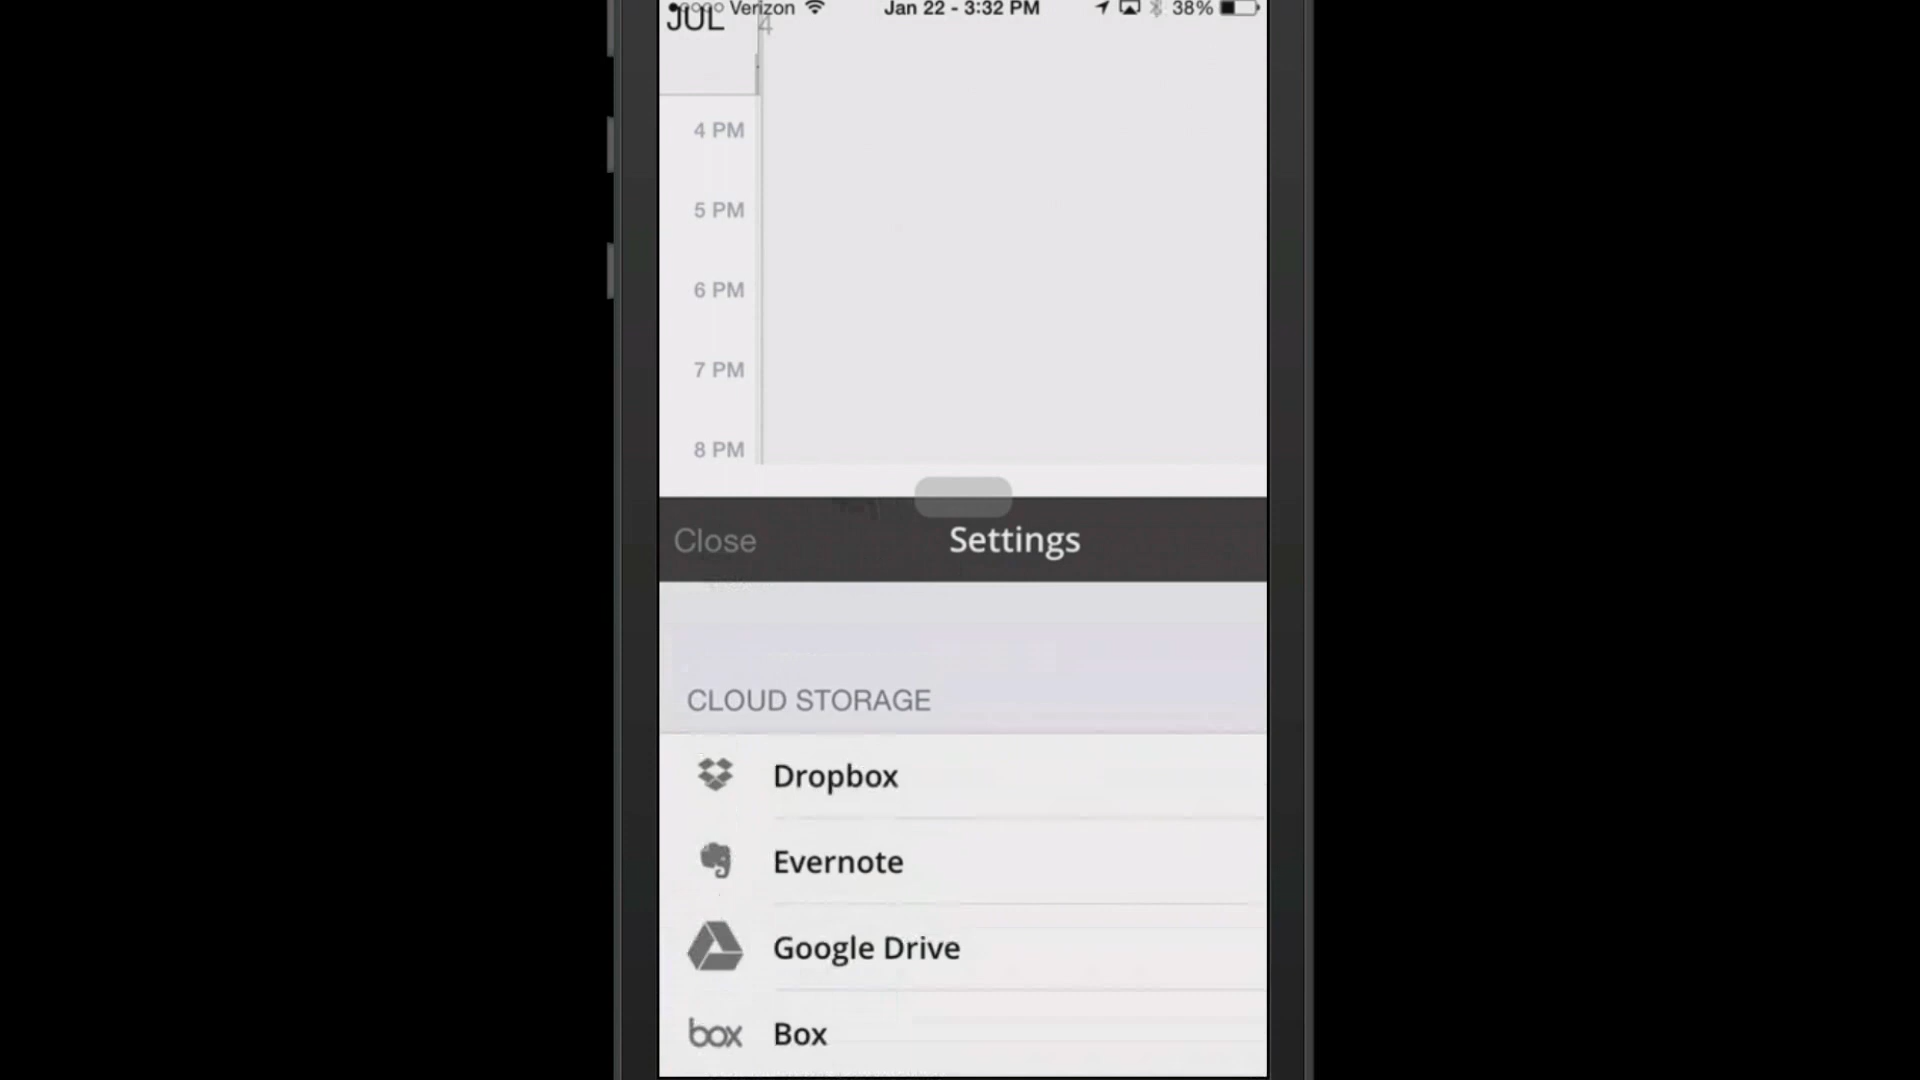 Verizon Jan 22 - 3:32 PM 38%
JUL 4
4 PM
5 PM
6 PM
7 PM
8 PM
Close Settings
CLOUD STORAGE
Dropbox
Evernote
Google Drive
box Box